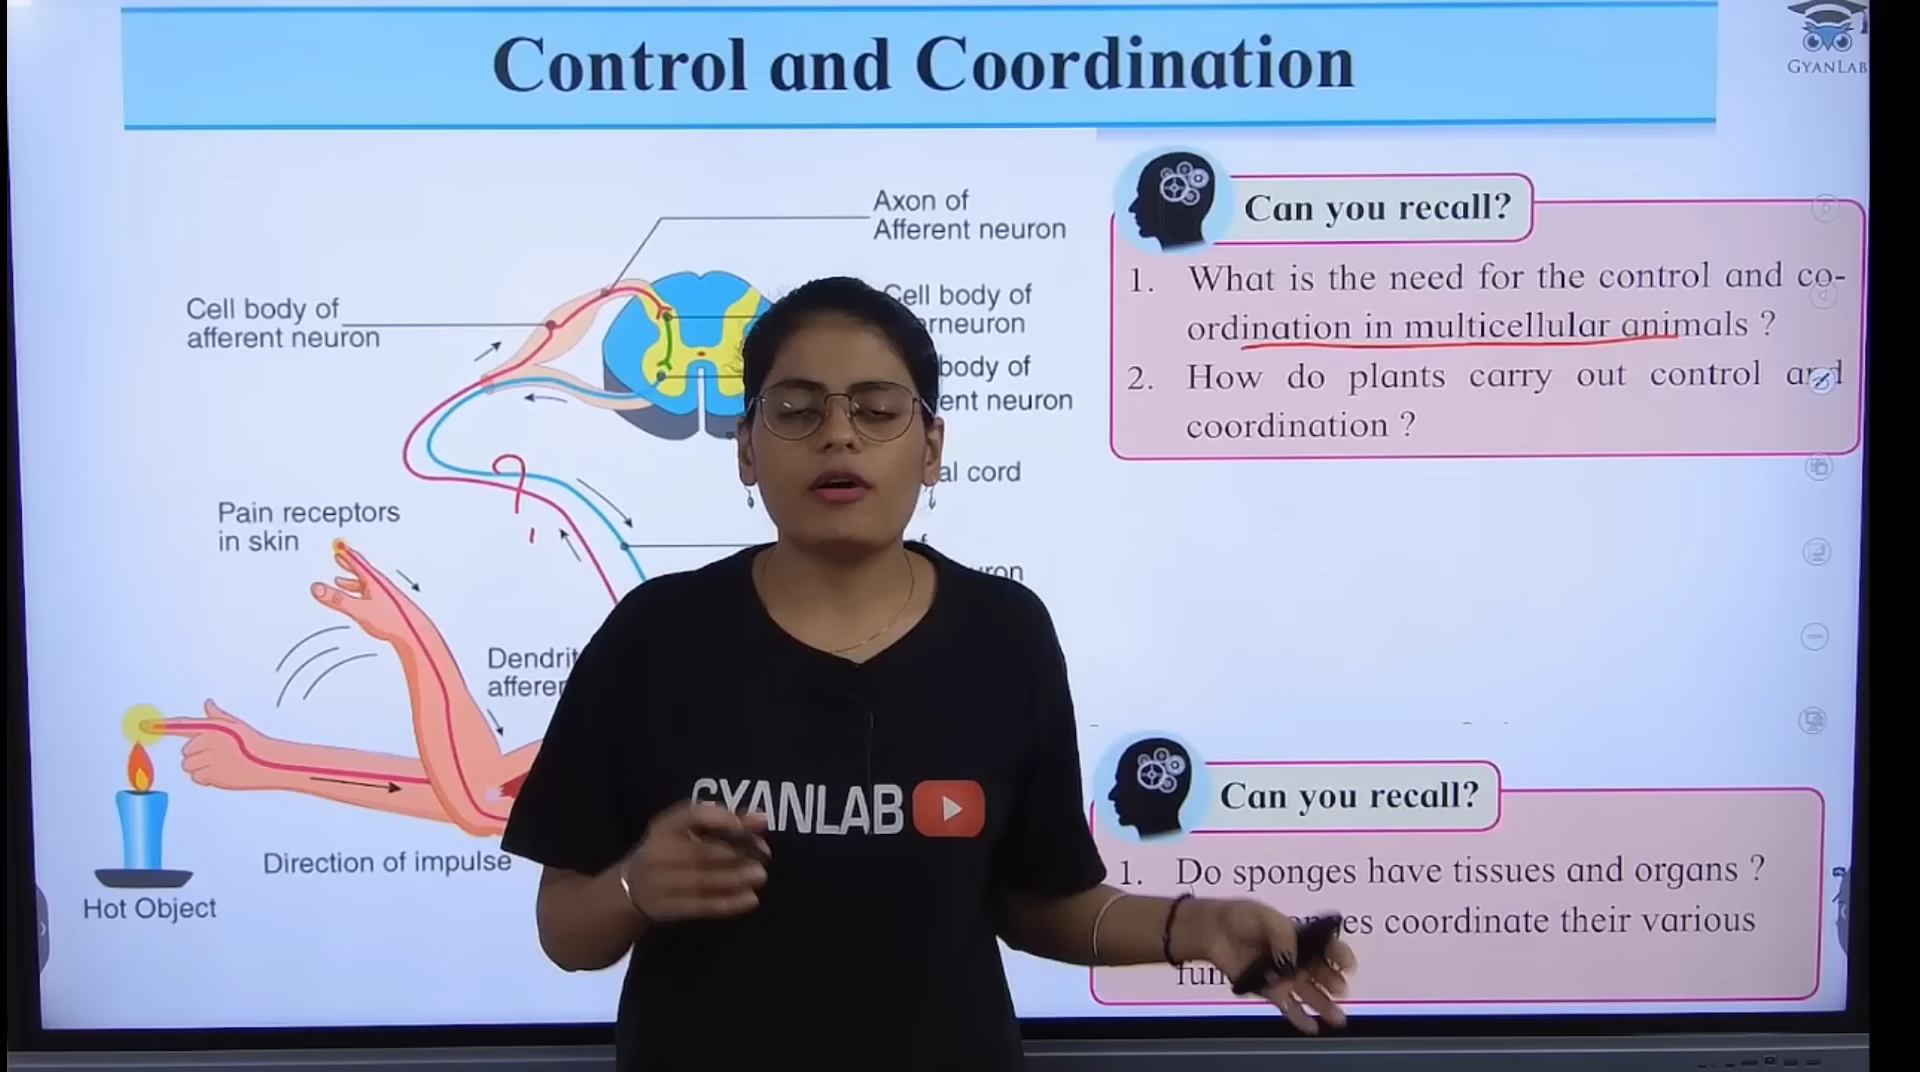 Control and Coordination
GYANLAB
Axon of
Afferent neuron
Cell body of
afferent neuron
Cell body of
body of
al cord
Pain receptors
in skin
Direction of impulse
Hot Object
Can you recall?
1. What is the need for the control and co-
ordination in multicellular animals ?
2. How do plants carry out control and
coordination ?
Can you recall?
1. Do sponges have tissues and organs ?
coordinate their various
GYANLAB